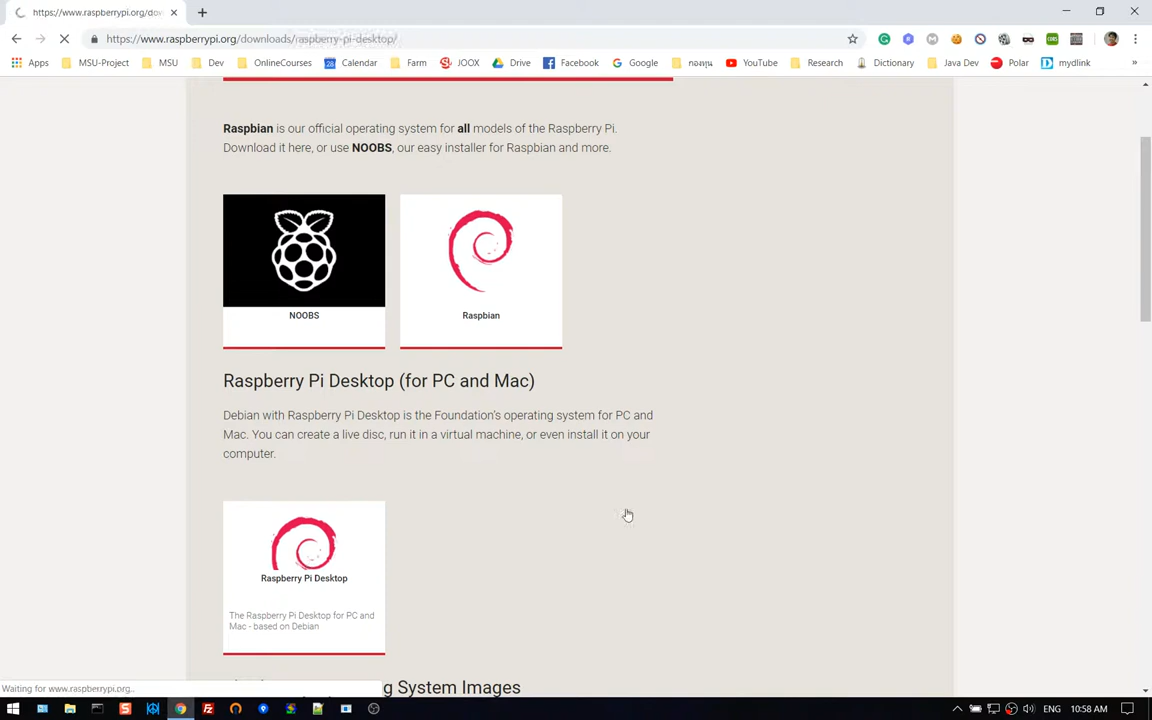 https://www.raspberrypi.org/dov
https://www.raspberrypi.org/downloads/raspberry-pi-desktop/
Apps MSU-Project MSU Dev OnlineCourses Calendar Farm JOOX Drive Facebook Google กองทุน YouTube Research Dictionary Java Dev Polar mydlink
Raspbian is our official operating system for all models of the Raspberry Pi.
Download it here, or use NOOBS, our easy installer for Raspbian and more.
NOOBS
Raspbian
Raspberry Pi Desktop (for PC and Mac)
Debian with Raspberry Pi Desktop is the Foundation's operating system for PC and
Mac. You can create a live disc, run it in a virtual machine, or even install it on your
computer.
Raspberry Pi Desktop
The Raspberry Pi Desktop for PC and
Mac - based on Debian
g System Images
Waiting for www.raspberrypi.org..
ENG 10:58 AM